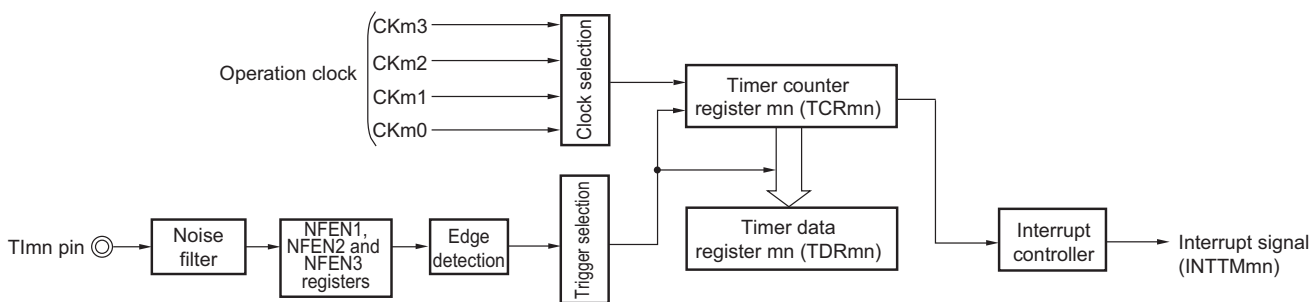 Operation clock
CKm3
CKm2
CKm1
CKm0
Clock selection
Timer counter
register mn (TCRmn)
TImn pin
Noise
filter
NFEN1,
NFEN2 and
NFEN3
registers
Edge
detection
Trigger selection
Timer data
register mn (TDRmn)
Interrupt
controller
Interrupt signal
(INTTMmn)